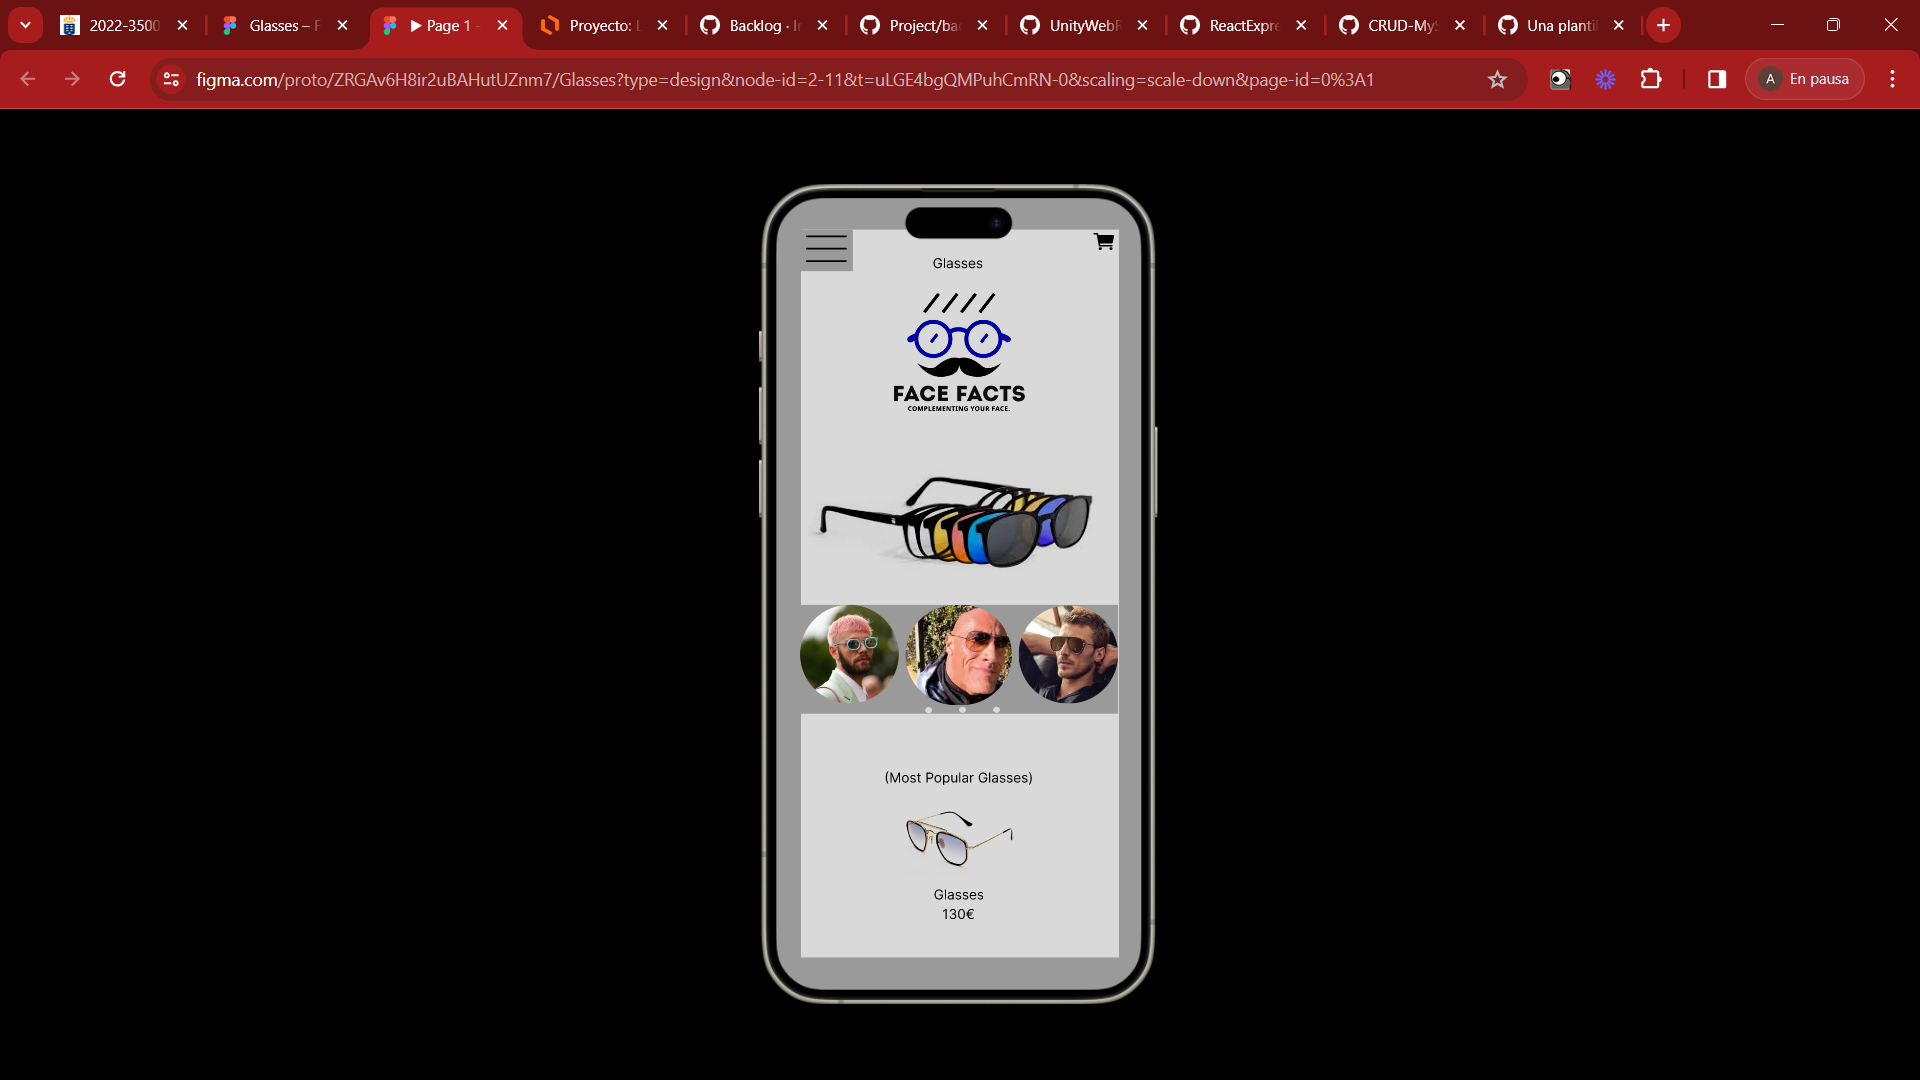 2022-3500
Glasses – F
▶ Page 1 -
Proyecto: L
Backlog · I
Project/ba
UnityWebR
ReactExpre
CRUD-MyS
Una planti
figma.com/proto/ZRGAv6H8ir2uBAHutUZnm7/Glasses?type=design&node-id=2-11&t=uLGE4bgQMPuhCmRN-0&scaling=scale-down&page-id=0%3A1
A
En pausa
Glasses
FACE FACTS
COMPLEMENTING YOUR FACE.
(Most Popular Glasses)
Glasses
130€